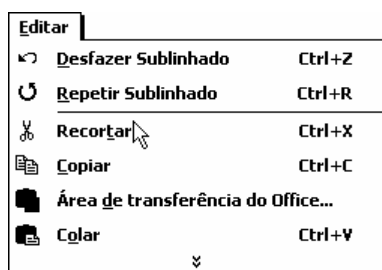 Editar
Desfazer Sublinhado Ctrl+Z
Repetir Sublinhado Ctrl+R
Recortar Ctrl+X
Copiar Ctrl+C
Área de transferência do Office...
Colar Ctrl+V